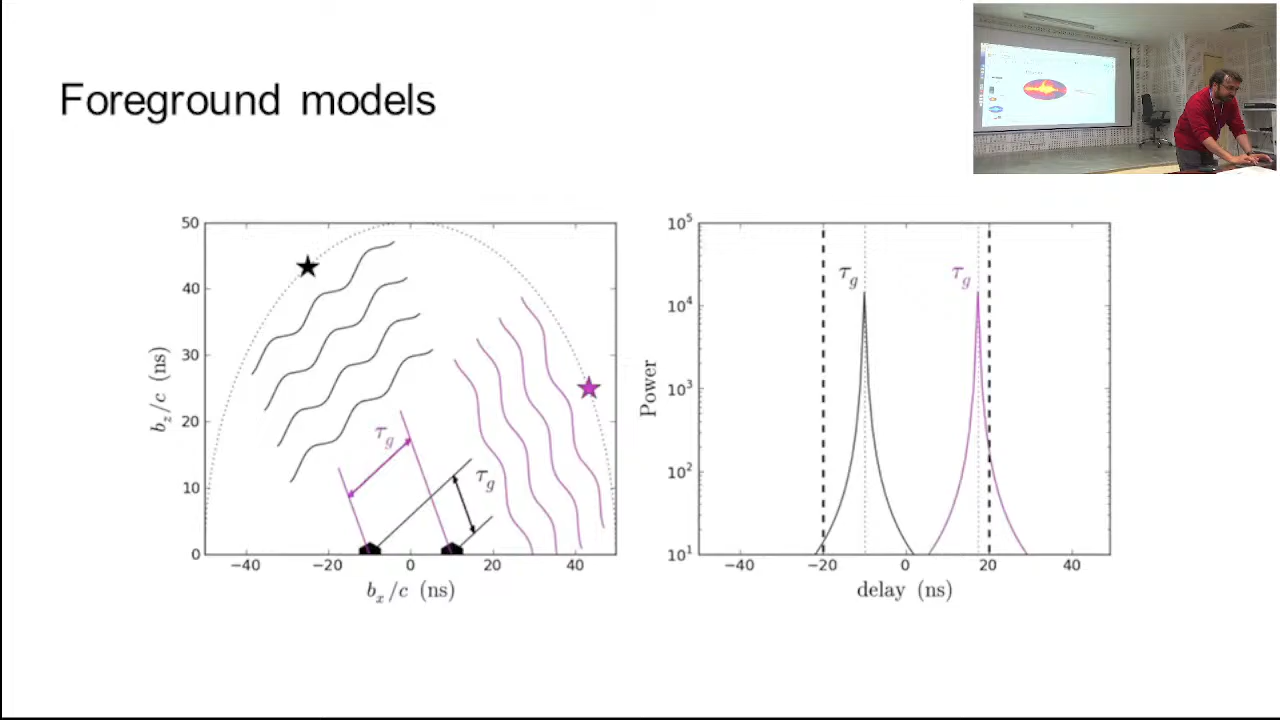 Foreground models
50
40
30
20
10
0
b_z/c (ns)
−40 −20 0 20 40
b_x/c (ns)
τ_g
τ_g
10^5
10^4
10^3
10^2
10^1
Power
τ_g τ_g
−40 −20 0 20 40
delay (ns)